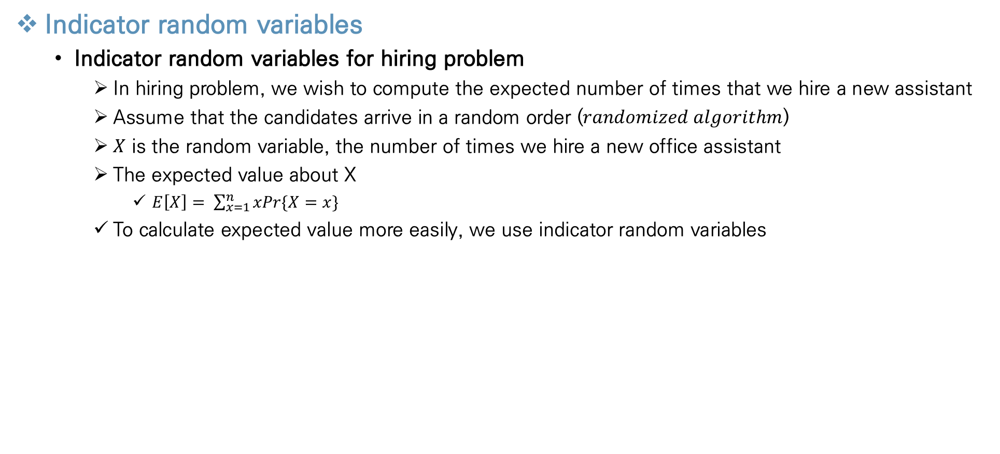 ❖ Indicator random variables
• Indicator random variables for hiring problem
➢ In hiring problem, we wish to compute the expected number of times that we hire a new assistant
➢ Assume that the candidates arrive in a random order (randomized algorithm)
➢ X is the random variable, the number of times we hire a new office assistant
➢ The expected value about X
✓ E[X] = ∑ₓ₌₁ⁿ xPr{X = x}
✓ To calculate expected value more easily, we use indicator random variables